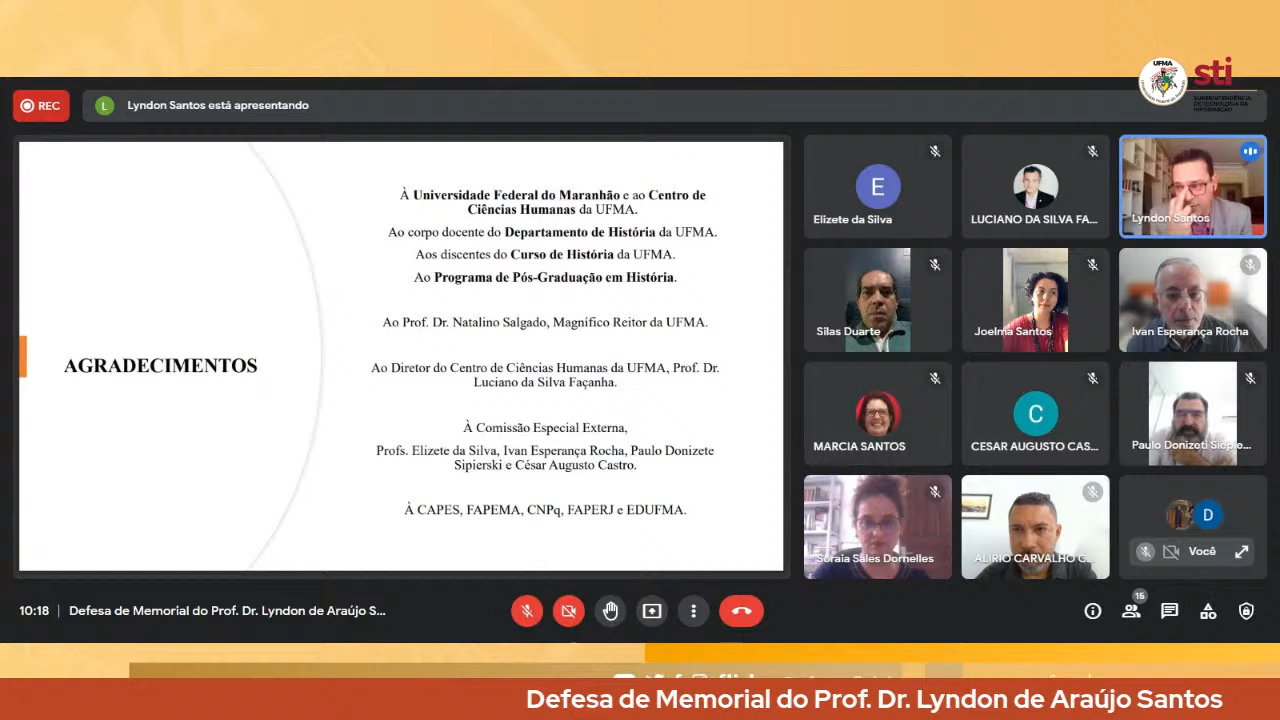 UFMA
sti
SUPERINTENDÊNCIA
DE TECNOLOGIA DA
INFORMAÇÃO
REC
L
Lyndon Santos está apresentando
AGRADECIMENTOS
À Universidade Federal do Maranhão e ao Centro de
Ciências Humanas da UFMA.
Ao corpo docente do Departamento de História da UFMA.
Aos discentes do Curso de História da UFMA.
Ao Programa de Pós-Graduação em História.
Ao Prof. Dr. Natalino Salgado, Magnífico Reitor da UFMA.
Ao Diretor do Centro de Ciências Humanas da UFMA, Prof. Dr.
Luciano da Silva Façanha.
À Comissão Especial Externa,
Profs. Elizete da Silva, Ivan Esperança Rocha, Paulo Donizete
Sipierski e César Augusto Castro.
À CAPES, FAPEMA, CNPq, FAPERJ e EDUFMA.
E
Elizete da Silva
LUCIANO DA SILVA FA...
Lyndon Santos
Silas Duarte
Joelma Santos
Ivan Esperança Rocha
MARCIA SANTOS
C
CESAR AUGUSTO CAS...
Paulo Donizeti Siepie...
Soraia Sales Dornelles
ALIRIO CARVALHO C...
D
Você
10:18
Defesa de Memorial do Prof. Dr. Lyndon de Araújo S...
15
Defesa de Memorial do Prof. Dr. Lyndon de Araújo Santos